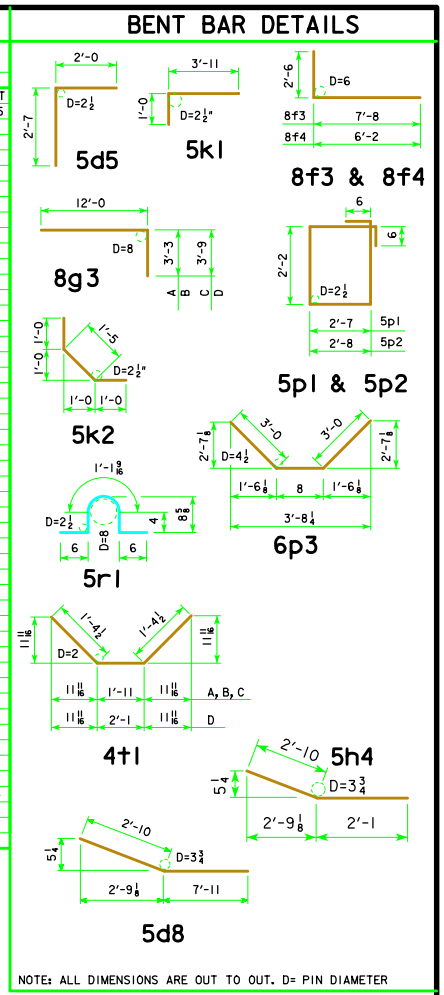 BENT BAR DETAILS
2'-0
D=2½
2'-7
5d5
3'-11
1'-0
D=2½"
5k1
2'-6
D=6
8f3 7'-8
8f4 6'-2
8f3 & 8f4
12'-0
D=8
3'-3
3'-9
A B C D
8g3
6
6
2'-2
D=2½
2'-7 5p1
2'-8 5p2
5p1 & 5p2
1'-0
1'-0
1'-5
D=2½"
1'-0 1'-0
5k2
3'-0 3'-0
2'-7⅛ D=4½ 2'-7⅛
1'-6⅛ 8 1'-6⅛
3'-8¼
6p3
1'-1 9/16
D=2½
D=8
4
8⅝
6 6
5r1
1'-4½ 1'-4½
11 11/16 D=2 11 11/16
11 11/16 1'-11 11 11/16 A, B, C
11 11/16 2'-1 11 11/16 D
4t1
2'-10
5h4
5¼
D=3¾
2'-9⅛ 2'-1
2'-10
5¼
D=3¾
2'-9⅛ 7'-11
5d8
NOTE: ALL DIMENSIONS ARE OUT TO OUT. D= PIN DIAMETER